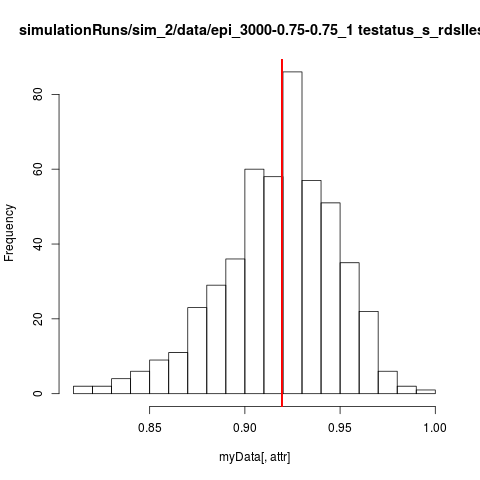 simulationRuns/sim_2/data/epi_3000-0.75-0.75_1 testatus_s_rdslles
Frequency
80
60
40
20
0
0.85 0.90 0.95 1.00
myData[, attr]